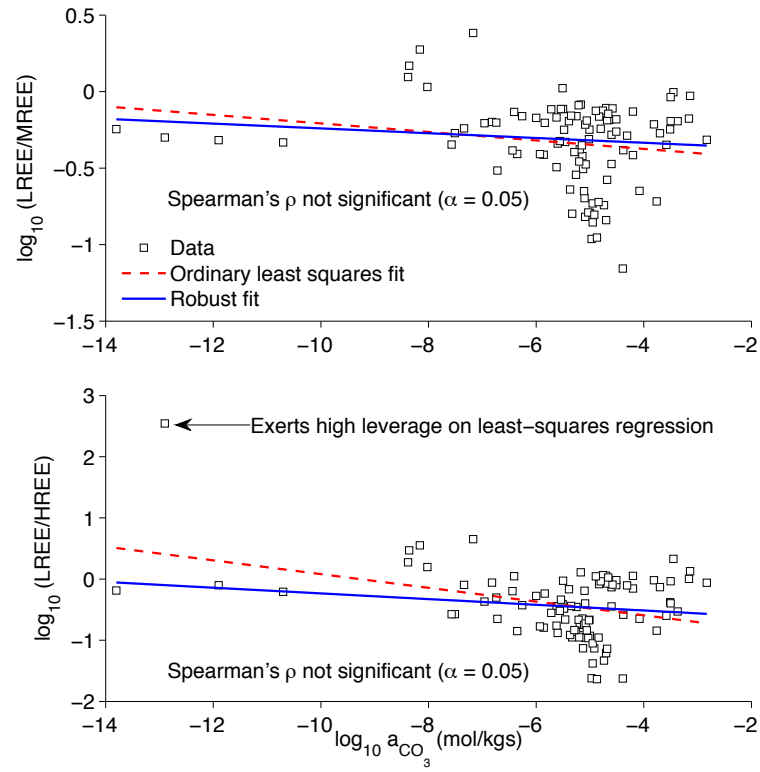 0.5
0
−0.5
−1
−1.5
log10 (LREE/MREE)
Spearman's ρ not significant (α = 0.05)
Data
Ordinary least squares fit
Robust fit
−14 −12 −10 −8 −6 −4 −2
3
2
1
0
−1
−2
log10 (LREE/HREE)
Exerts high leverage on least−squares regression
Spearman's ρ not significant (α = 0.05)
−14 −12 −10 −8 −6 −4 −2
log10 aCO3 (mol/kgs)